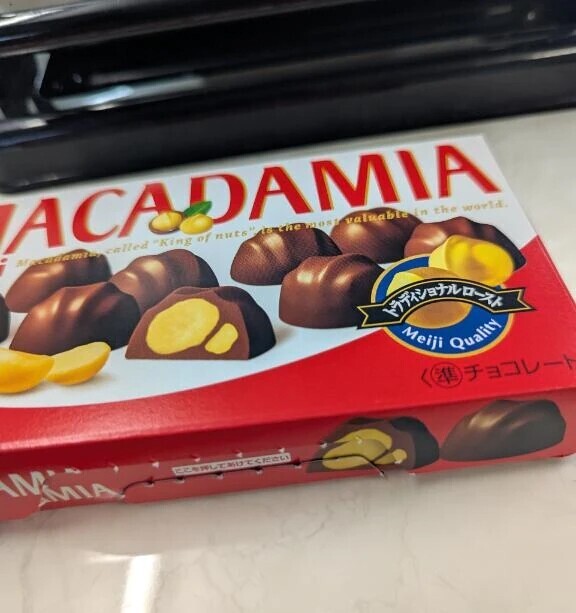 MACADAMIA
Macadamia, called "King of nuts" is the most valuable in the world.
トラディショナルロースト
Meiji Quality
〈準チョコレート
ここを押してあけてください
AMIA